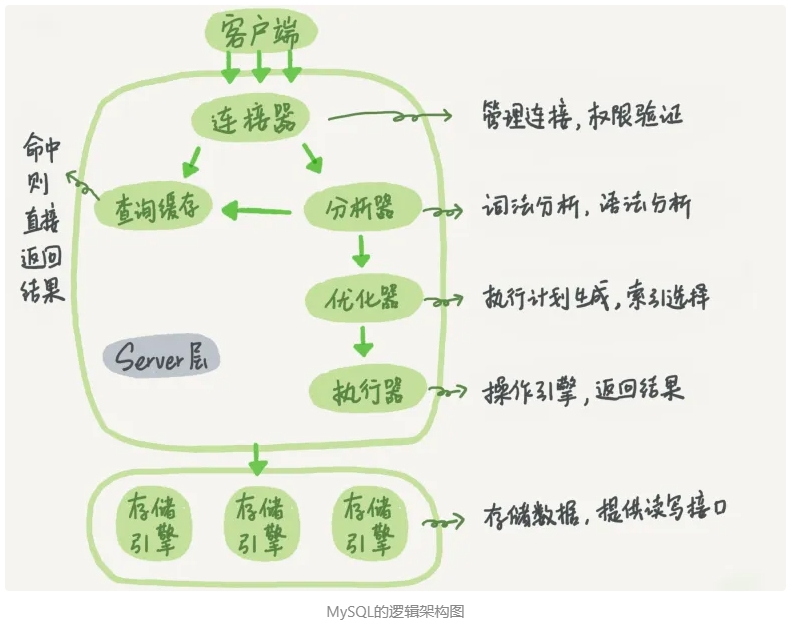 客户端
连接器
管理连接，权限验证
命中
则
直接
返回
结果
查询缓存
分析器
词法分析，语法分析
优化器
执行计划生成，索引选择
Server层
执行器
操作引擎，返回结果
存储
引擎
存储
引擎
存储
引擎
存储数据，提供读写接口
MySQL的逻辑架构图